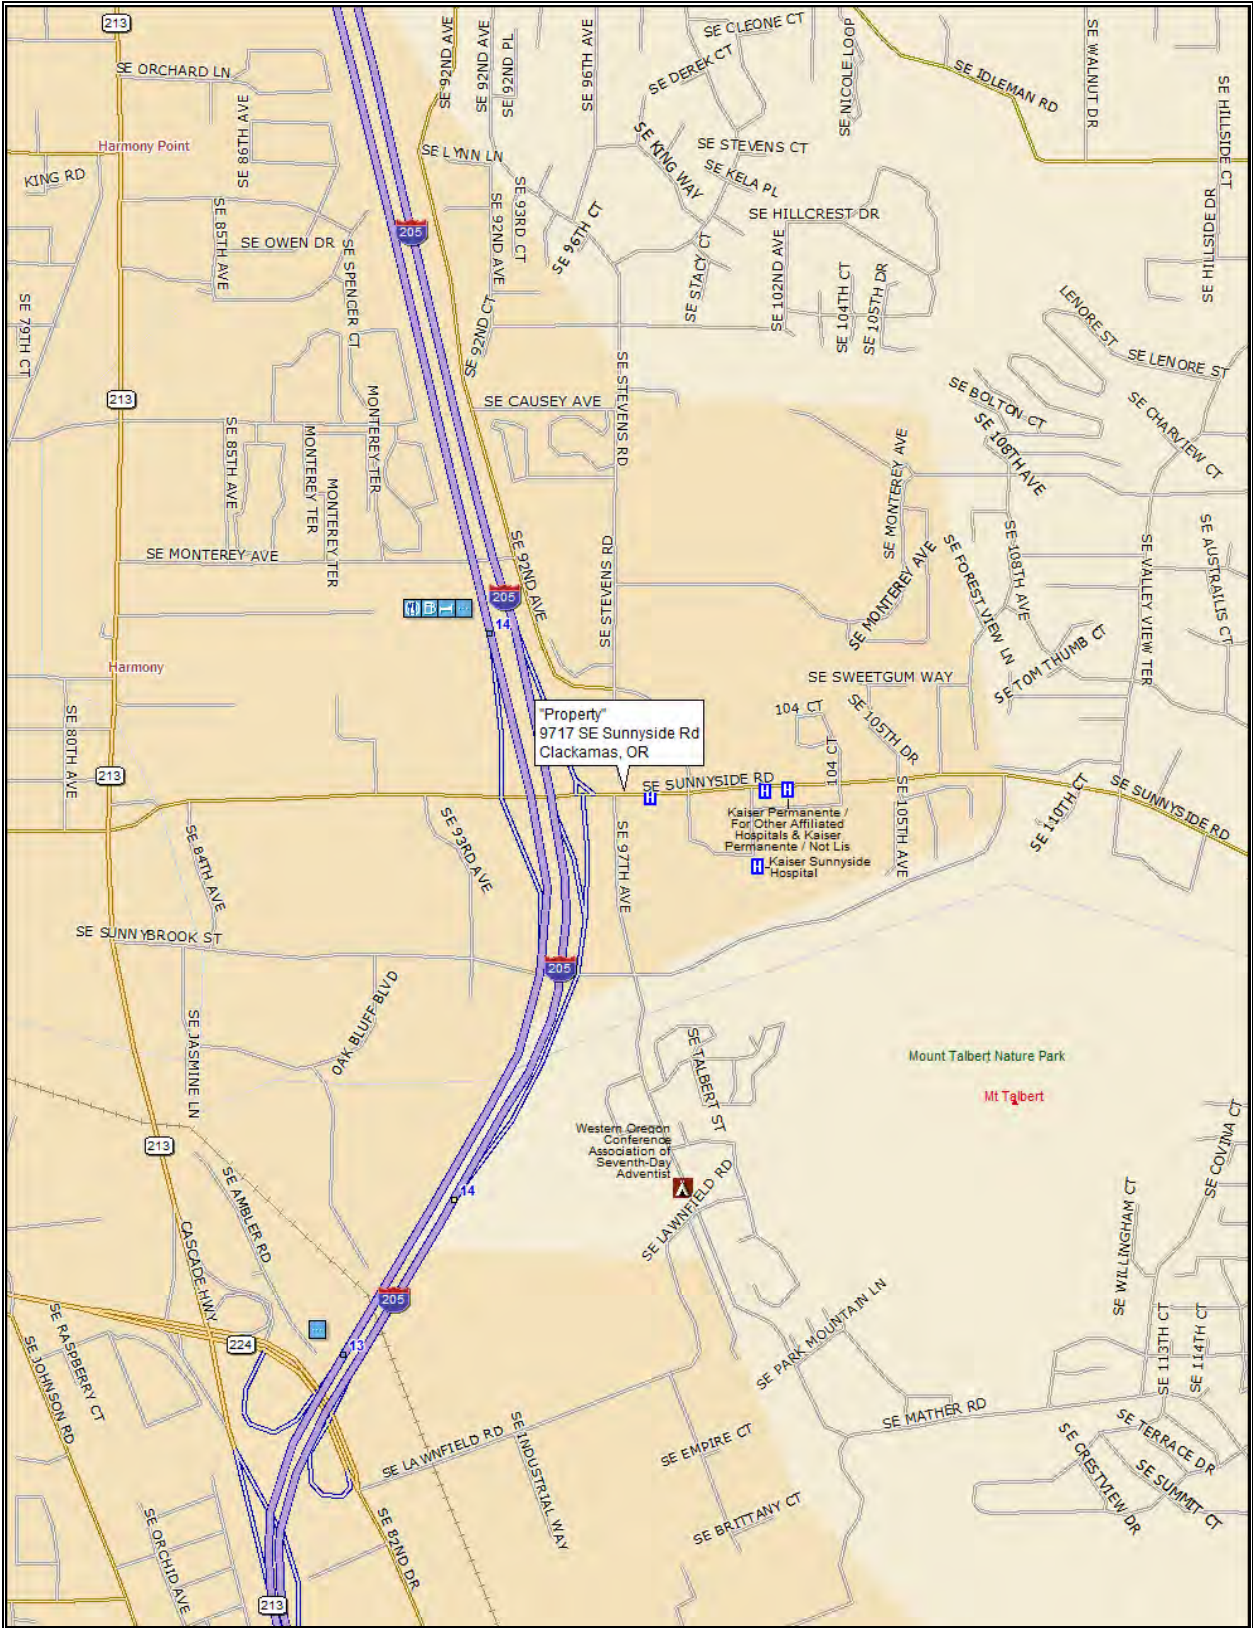 213
SE ORCHARD LN
SE 86TH AVE
Harmony Point
KING RD
SE 92ND AVE
SE 92ND AVE
SE 92ND PL
SE 96TH AVE
SE CLEONE CT
SE DEREK CT
SE NICOLE LOOP
SE IDLEMAN RD
SE WALNUT DR
SE HILLSIDE CT
SE LYNN LN
SE KING WAY
SE STEVENS CT
SE KELA PL
SE HILLCREST DR
SE HILLSIDE DR
SE 85TH AVE
SE OWEN DR
SE SPENCER CT
205
SE 92ND AVE
SE 93RD CT
SE 96TH CT
SE STACY CT
SE 102ND AVE
SE 104TH CT
SE 105TH DR
SE 79TH CT
SE 92ND CT
LENORE ST
SE LENORE ST
213
SE CAUSEY AVE
SE STEVENS RD
SE BOLTON CT
SE 108TH AVE
SE CHARVIEW CT
SE 85TH AVE
MONTEREY TER
MONTEREY TER
MONTEREY TER
MONTEREY TER
SE MONTEREY AVE
SE MONTEREY AVE
SE MONTEREY AVE
SE 92ND AVE
SE STEVENS RD
SE FOREST VIEW LN
SE 108TH AVE
SE VALLEY VIEW TER
SE AUSTRAILIS CT
205
14
Harmony
SE TOM THUMB CT
SE SWEETGUM WAY
SE 80TH AVE
213
"Property"
9717 SE Sunnyside Rd
Clackamas, OR
104 CT
104 CT
SE 105TH DR
SE SUNNYSIDE RD
SE SUNNYSIDE RD
H
H
H
Kaiser Permanente /
For Other Affiliated
Hospitals & Kaiser
Permanente / Not Lis
H
Kaiser Sunnyside
Hospital
SE 105TH AVE
SE 110TH CT
SE 84TH AVE
SE 93RD AVE
SE 97TH AVE
SE SUNNYBROOK ST
205
OAK BLUFF BLVD
SE JASMINE LN
SE TALBERT ST
Mount Talbert Nature Park
Mt Talbert
Western Oregon
Conference
Association of
Seventh-Day
Adventist
213
SE AMBLER RD
14
SE LAWNFIELD RD
SE COVINA CT
SE WILLINGHAM CT
CASCADE HWY
205
SE RASPBERRY CT
SE JOHNSON RD
224
13
SE PARK MOUNTAIN LN
SE 113TH CT
SE 114TH CT
SE MATHER RD
SE LAWNFIELD RD
SE INDUSTRIAL WAY
SE EMPIRE CT
SE BRITTANY CT
SE TERRACE DR
SE CRESTVIEW DR
SE SUMMIT CT
SE ORCHID AVE
SE 82ND DR
213